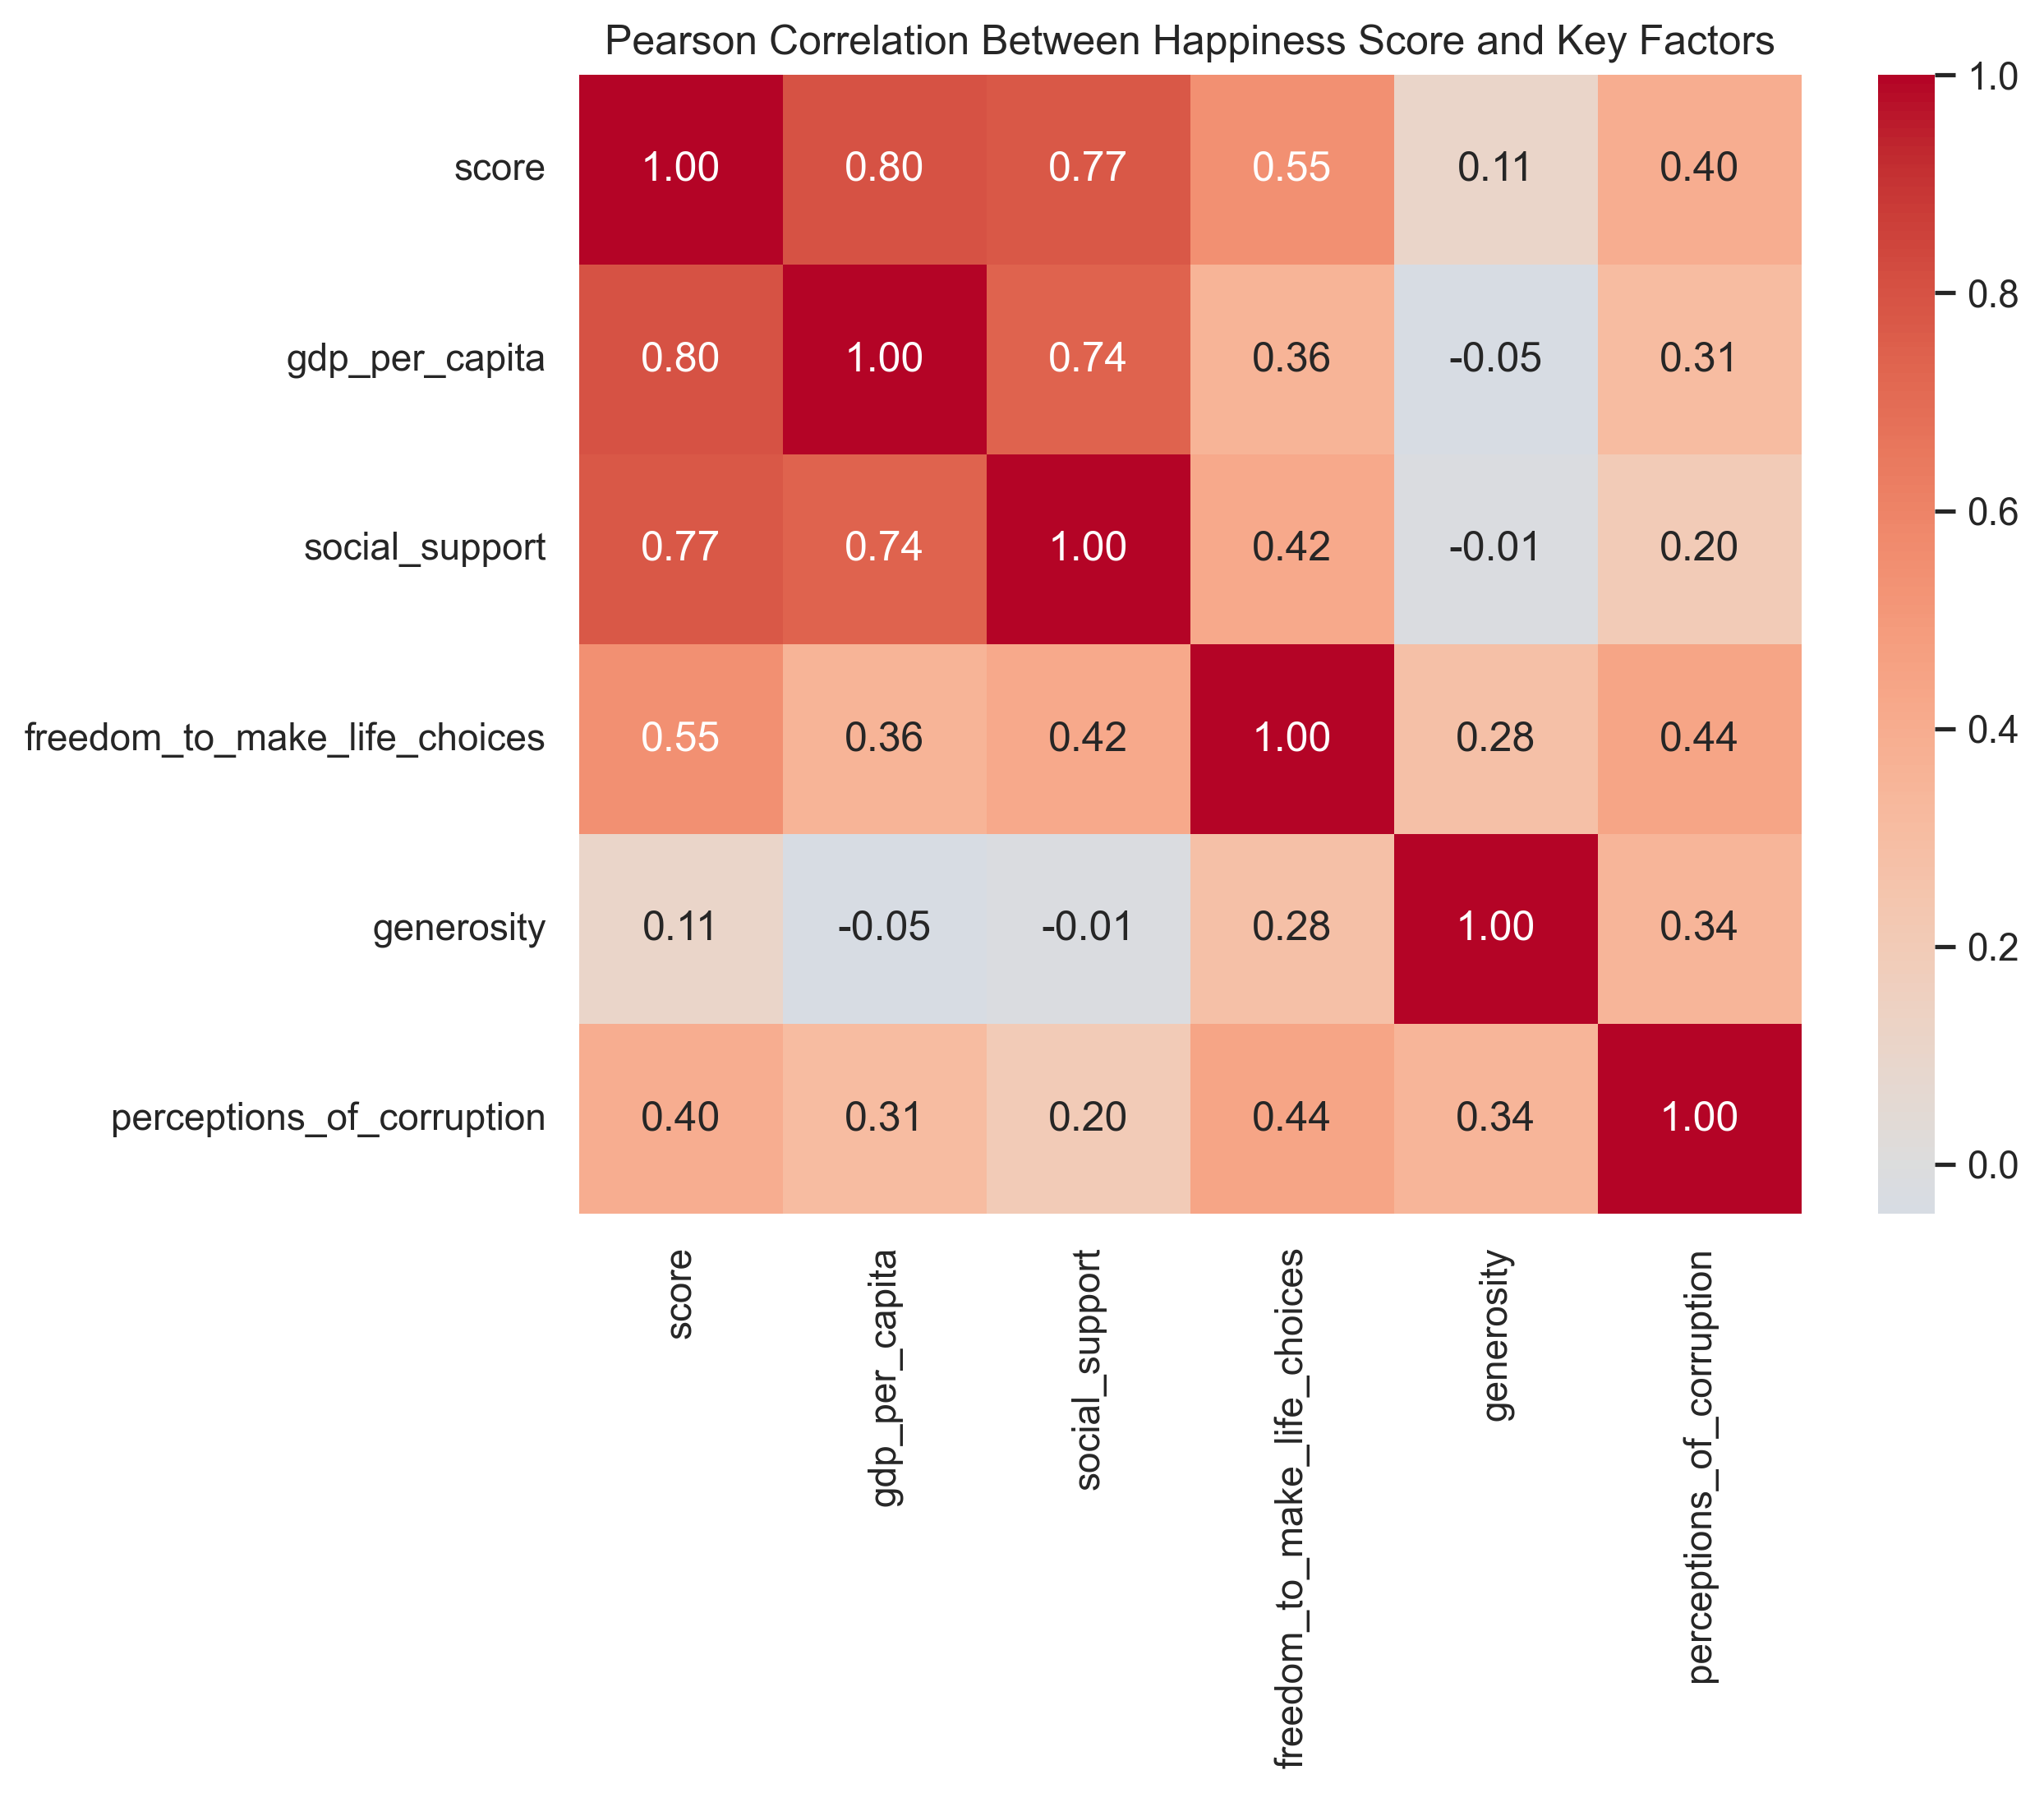 Pearson Correlation Between Happiness Score and Key Factors
score 1.00 0.80 0.77 0.55 0.11 0.40
gdp_per_capita 0.80 1.00 0.74 0.36 -0.05 0.31
social_support 0.77 0.74 1.00 0.42 -0.01 0.20
freedom_to_make_life_choices 0.55 0.36 0.42 1.00 0.28 0.44
generosity 0.11 -0.05 -0.01 0.28 1.00 0.34
perceptions_of_corruption 0.40 0.31 0.20 0.44 0.34 1.00
score
gdp_per_capita
social_support
freedom_to_make_life_choices
generosity
perceptions_of_corruption
1.0
0.8
0.6
0.4
0.2
0.0